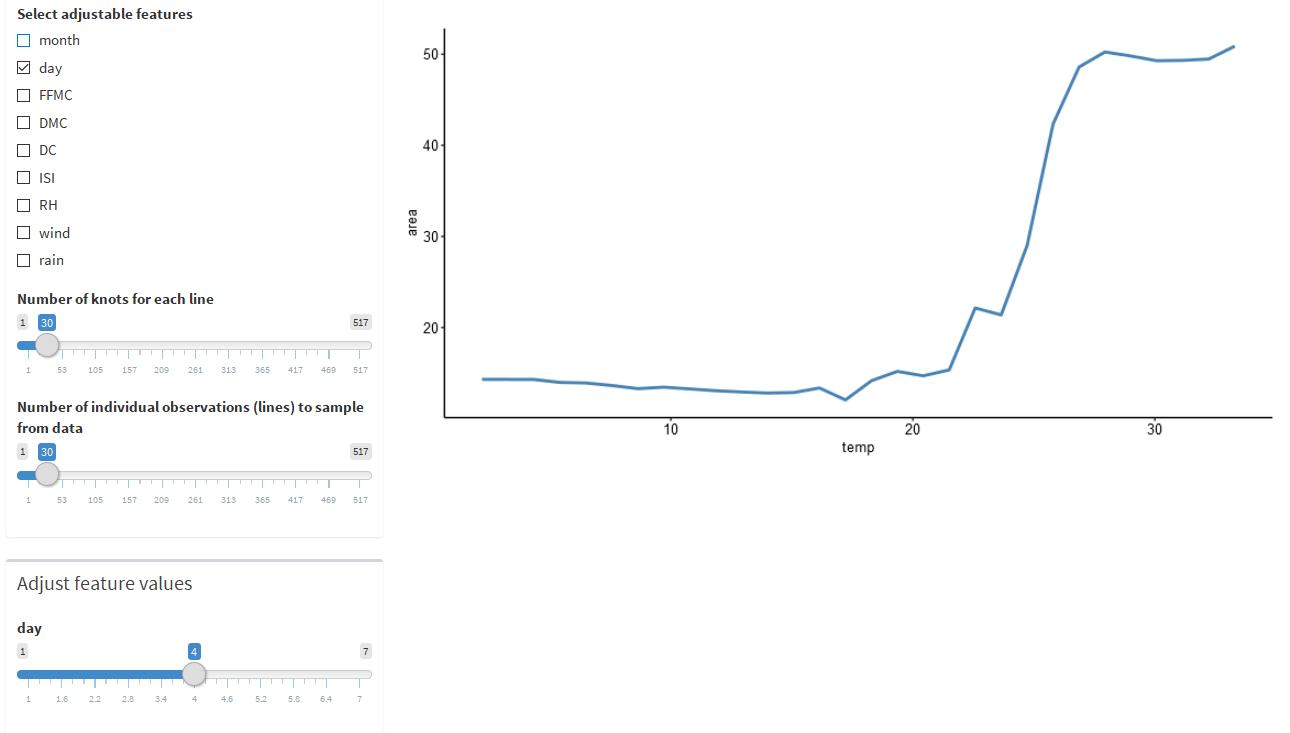 Select adjustable features
month
day
FFMC
DMC
DC
ISI
RH
wind
rain
Number of knots for each line
1 30 517
1 53 105 157 209 261 313 365 417 469 517
Number of individual observations (lines) to sample
from data
1 30 517
1 53 105 157 209 261 313 365 417 469 517
Adjust feature values
day
1 4 7
1 1.6 2.2 2.8 3.4 4 4.6 5.2 5.8 6.4 7
50
40
30
20
area
10 20 30
temp